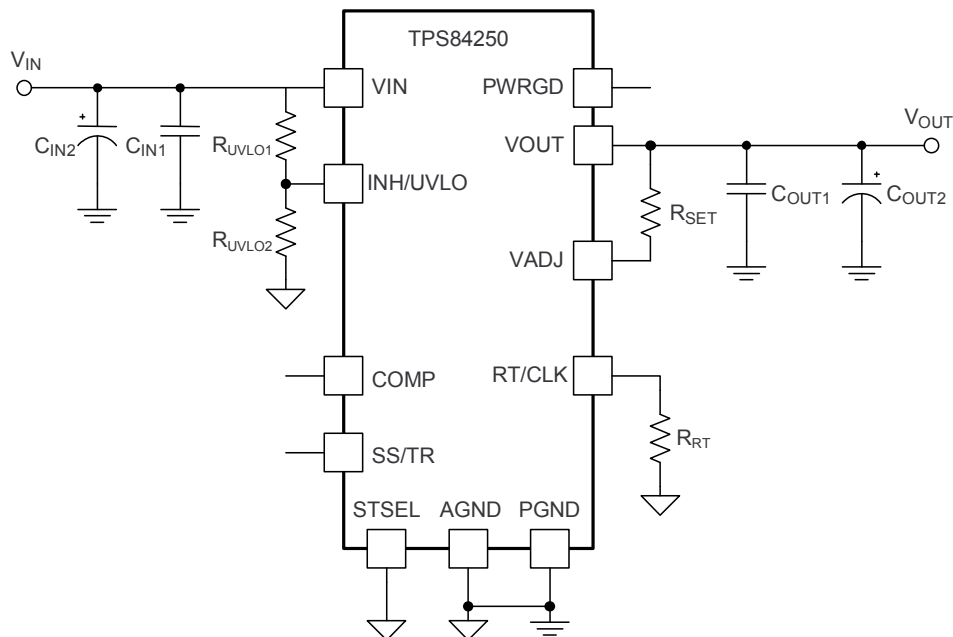 TPS84250
VIN
VIN
PWRGD
VOUT
VOUT
+
CIN2
CIN1
RUVLO1
INH/UVLO
RUVLO2
RSET
COUT1
+
COUT2
VADJ
COMP
RT/CLK
SS/TR
RRT
STSEL
AGND
PGND